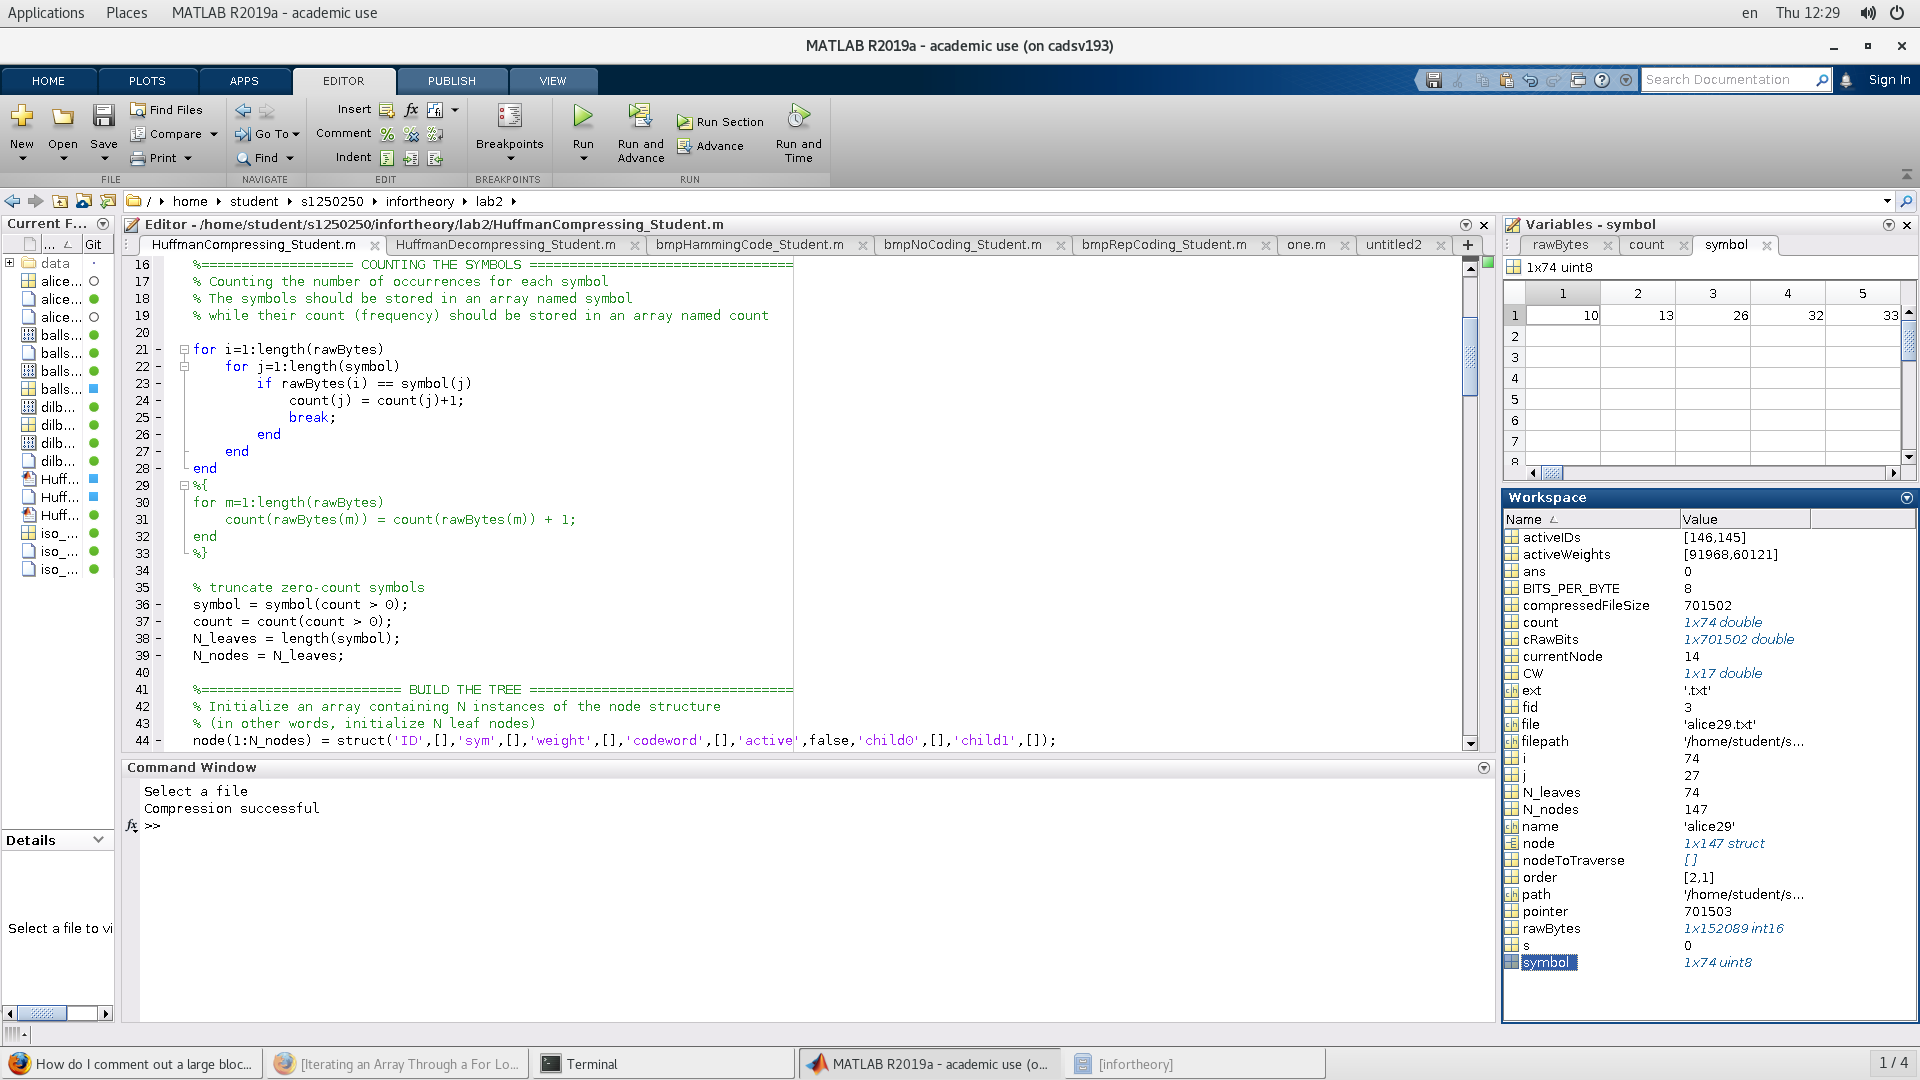 Applications Places MATLAB R2019a - academic use en Thu 12:29
MATLAB R2019a - academic use (on cadsv193)
HOME PLOTS APPS EDITOR PUBLISH VIEW Search Documentation Sign In
New Open Save Find Files Compare Print
Go To Find
Insert fx
Comment
Indent
Breakpoints Run Run and Advance Run Section Advance Run and Time
FILE NAVIGATE EDIT BREAKPOINTS RUN
/ home student s1250250 infortheory lab2
Current F...
... Git
data
alice...
alice...
alice...
balls...
balls...
balls...
balls...
dilb...
dilb...
dilb...
dilb...
Huff...
Huff...
Huff...
iso_...
iso_...
iso_...
Details
Select a file to vi
Editor - /home/student/s1250250/infortheory/lab2/HuffmanCompressing_Student.m
HuffmanCompressing_Student.m HuffmanDecompressing_Student.m bmpHammingCode_Student.m bmpNoCoding_Student.m bmpRepCoding_Student.m one.m untitled2 +
16 %=================== COUNTING THE SYMBOLS =================================
17 % Counting the number of occurrences for each symbol
18 % The symbols should be stored in an array named symbol
19 % while their count (frequency) should be stored in an array named count
20
21 - for i=1:length(rawBytes)
22 - for j=1:length(symbol)
23 - if rawBytes(i) == symbol(j)
24 - count(j) = count(j)+1;
25 - break;
26 - end
27 - end
28 - end
29 %{
30 for m=1:length(rawBytes)
31 count(rawBytes(m)) = count(rawBytes(m)) + 1;
32 end
33 %}
34
35 % truncate zero-count symbols
36 - symbol = symbol(count > 0);
37 - count = count(count > 0);
38 - N_leaves = length(symbol);
39 - N_nodes = N_leaves;
40
41 %========================= BUILD THE TREE =================================
42 % Initialize an array containing N instances of the node structure
43 % (in other words, initialize N leaf nodes)
44 - node(1:N_nodes) = struct('ID',[],'sym',[],'weight',[],'codeword',[],'active',false,'child0',[],'child1',[]);
Command Window
Select a file
Compression successful
fx >>
Variables - symbol
rawBytes count symbol
1x74 uint8
1 2 3 4 5
1 10 13 26 32 33
2
3
4
5
6
7
8
Workspace
Name Value
activeIDs [146,145]
activeWeights [91968,60121]
ans 0
BITS_PER_BYTE 8
compressedFileSize 701502
count 1x74 double
cRawBits 1x701502 double
currentNode 14
CW 1x17 double
ext '.txt'
fid 3
file 'alice29.txt'
filepath '/home/student/s...
i 74
j 27
N_leaves 74
N_nodes 147
name 'alice29'
node 1x147 struct
nodeToTraverse []
order [2,1]
path '/home/student/s...
pointer 701503
rawBytes 1x152089 int16
s 0
symbol 1x74 uint8
How do I comment out a large bloc... [Iterating an Array Through a For Lo... Terminal MATLAB R2019a - academic use (o... [infortheory] 1 / 4